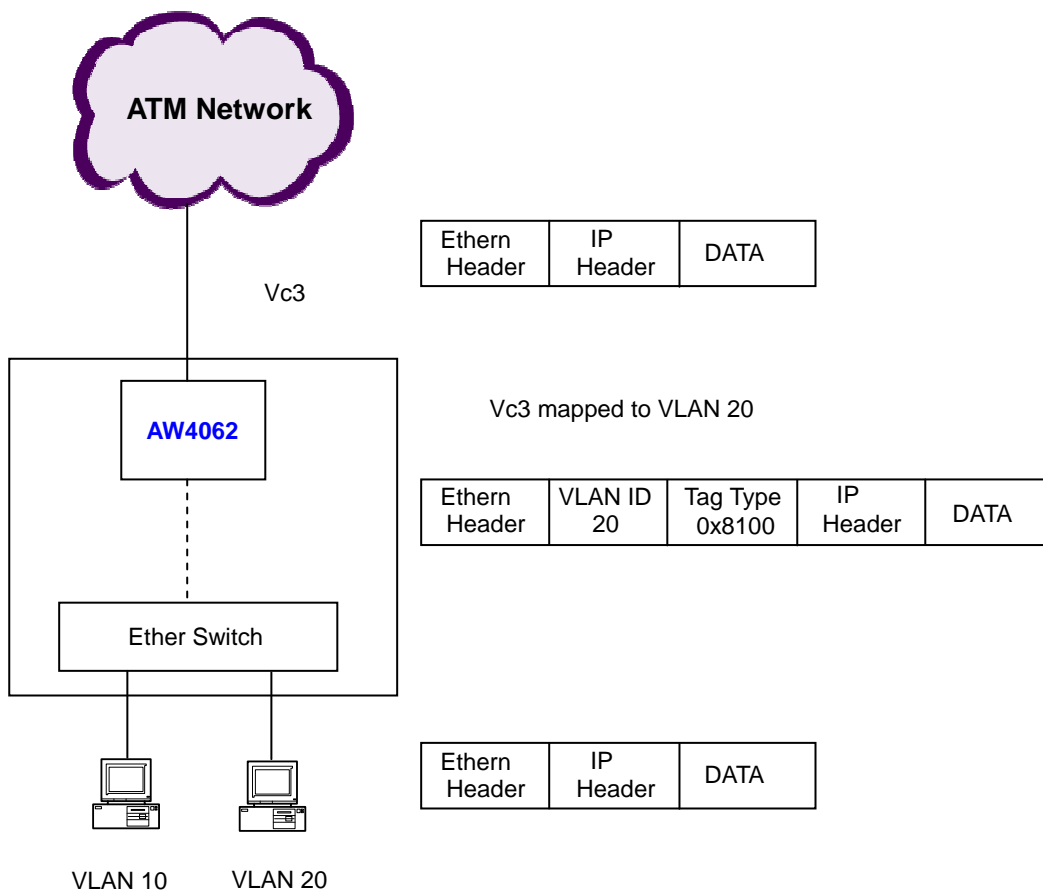 ATM Network
Ethern
Header
IP
Header
DATA
Vc3
AW4062
Vc3 mapped to VLAN 20
Ethern
Header
VLAN ID
20
Tag Type
0x8100
IP
Header
DATA
Ether Switch
Ethern
Header
IP
Header
DATA
VLAN 10
VLAN 20